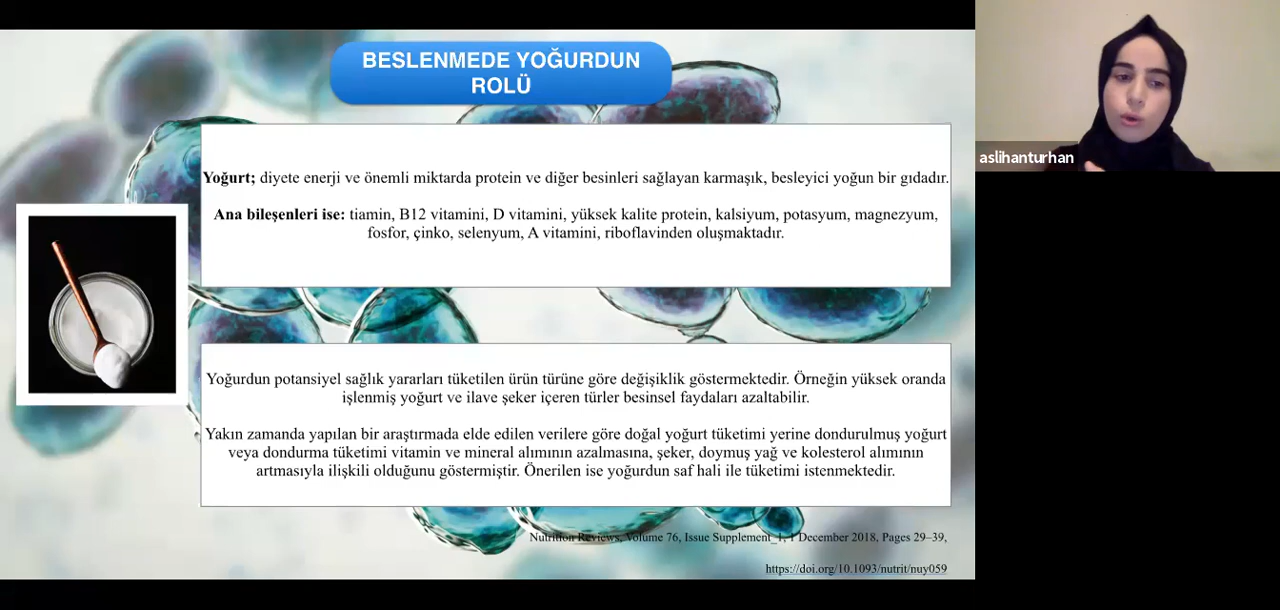 BESLENMEDE YOĞURDUN
ROLÜ
Yoğurt; diyete enerji ve önemli miktarda protein ve diğer besinleri sağlayan karmaşık, besleyici yoğun bir gıdadır.
Ana bileşenleri ise: tiamin, B12 vitamini, D vitamini, yüksek kalite protein, kalsiyum, potasyum, magnezyum,
fosfor, çinko, selenyum, A vitamini, riboflavinden oluşmaktadır.
Yoğurdun potansiyel sağlık yararları tüketilen ürün türüne göre değişiklik göstermektedir. Örneğin yüksek oranda
işlenmiş yoğurt ve ilave şeker içeren türler besinsel faydaları azaltabilir.
Yakın zamanda yapılan bir araştırmada elde edilen verilere göre doğal yoğurt tüketimi yerine dondurulmuş yoğurt
veya dondurma tüketimi vitamin ve mineral alımının azalmasına, şeker, doymuş yağ ve kolesterol alımının
artmasıyla ilişkili olduğunu göstermiştir. Önerilen ise yoğurdun saf hali ile tüketimi istenmektedir.
Nutrition Reviews, Volume 76, Issue Supplement_1, 1 December 2018, Pages 29–39,
https://doi.org/10.1093/nutrit/nuy059
aslihanturhan